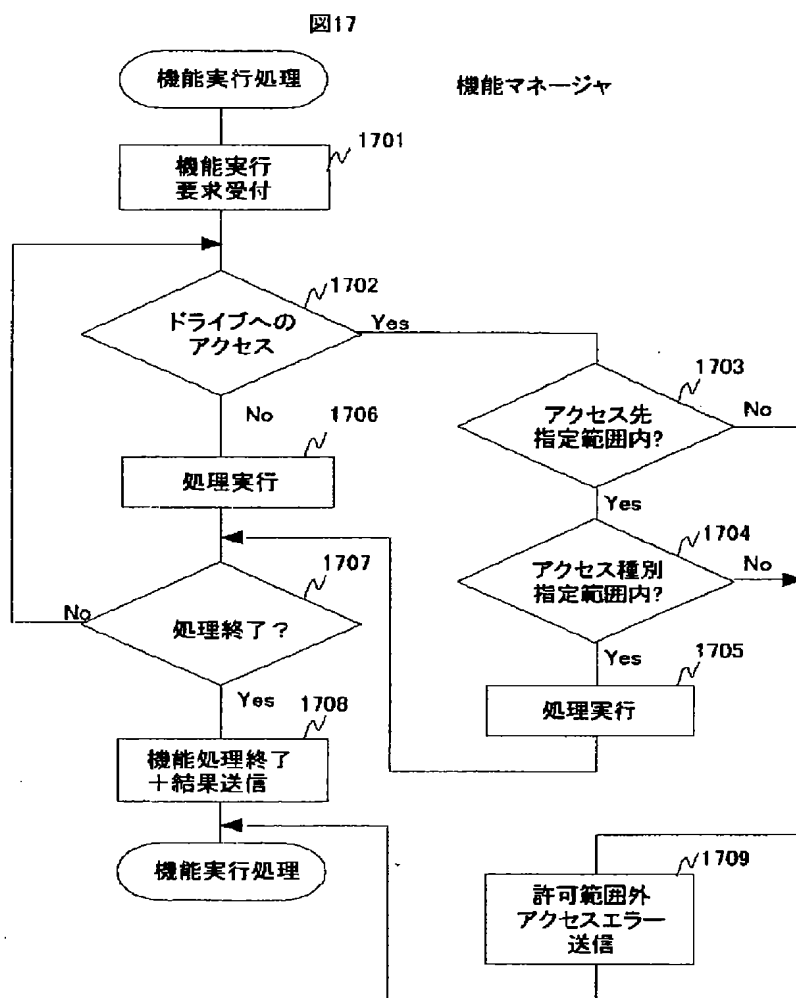 図17
機能実行処理
機能マネージャ
1701
機能実行
要求受付
1702
ドライブへの
アクセス
Yes
No
1703
アクセス先
指定範囲内?
No
Yes
1706
処理実行
1704
アクセス種別
指定範囲内?
No
Yes
1707
処理終了?
No
Yes
1705
処理実行
1708
機能処理終了
+結果送信
機能実行処理
1709
許可範囲外
アクセスエラー
送信